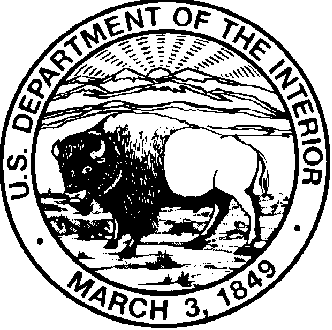 U.S. DEPARTMENT OF THE INTERIOR
MARCH 3, 1849